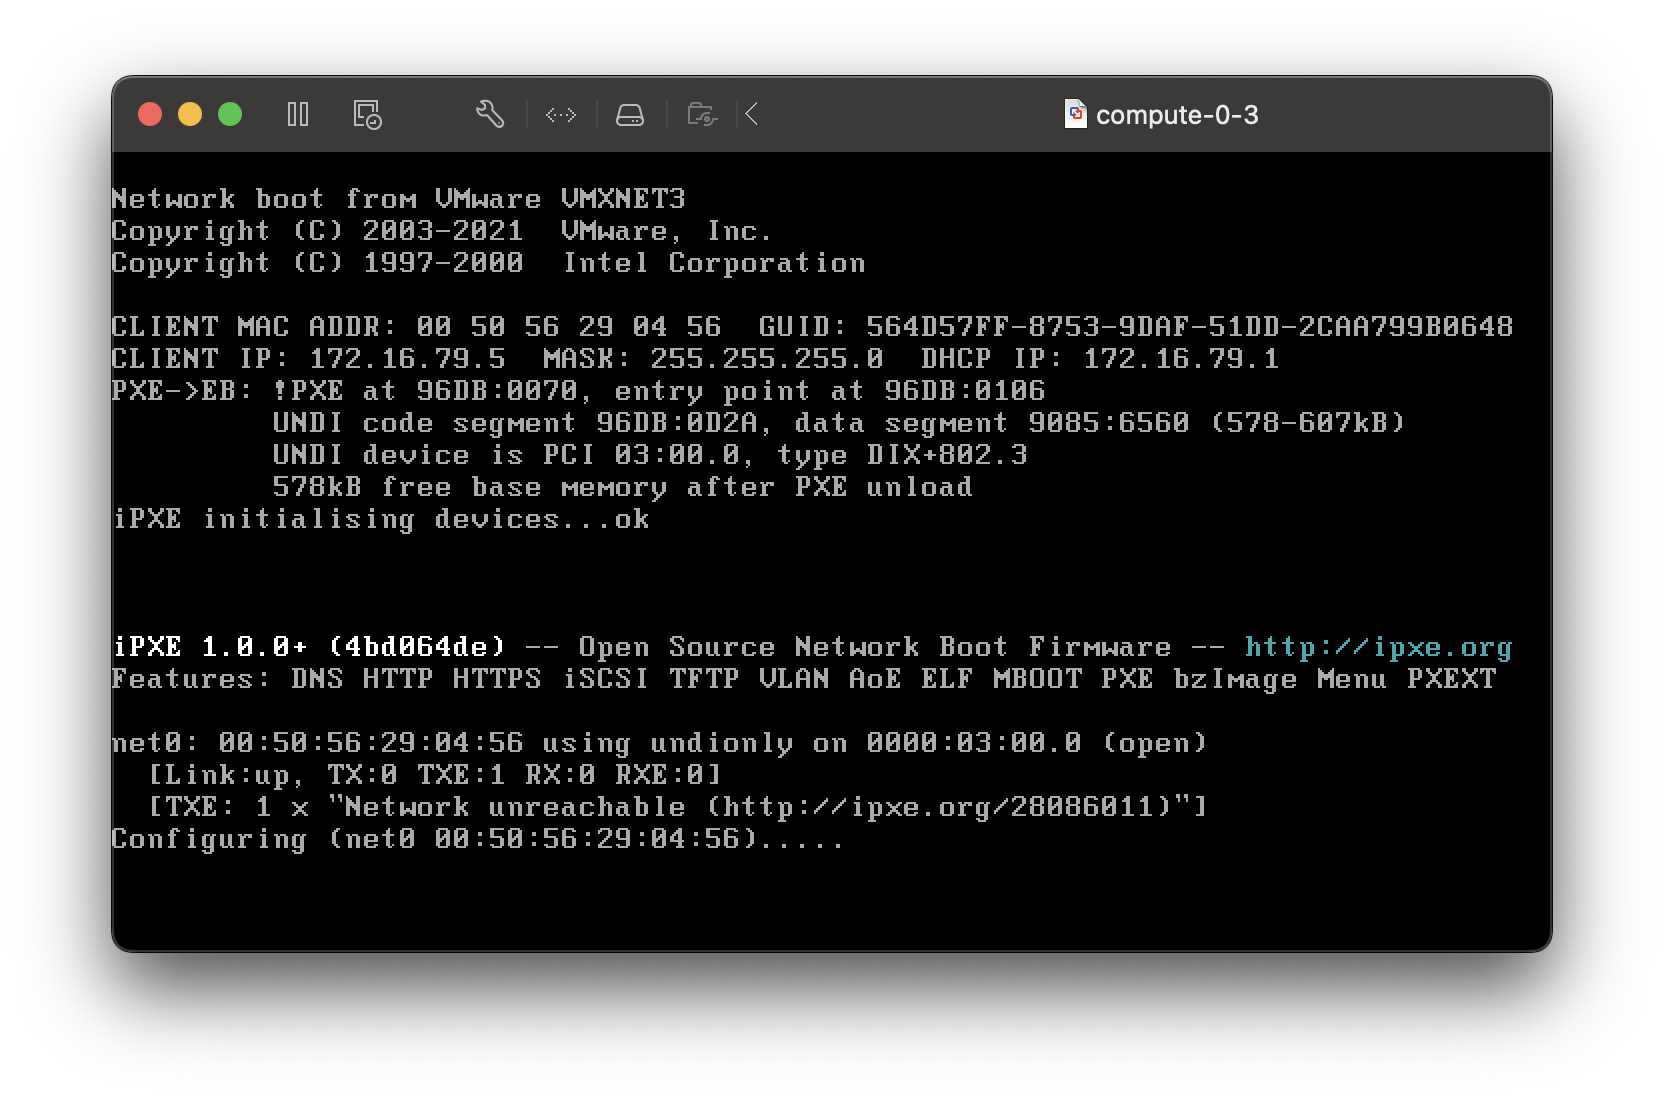 compute-0-3
Network boot from VMware VMXNET3
Copyright (C) 2003-2021  VMware, Inc.
Copyright (C) 1997-2000  Intel Corporation
CLIENT MAC ADDR: 00 50 56 29 04 56  GUID: 564D57FF-8753-9DAF-51DD-2CAA799B0648
CLIENT IP: 172.16.79.5  MASK: 255.255.255.0  DHCP IP: 172.16.79.1
PXE->EB: !PXE at 96DB:0070, entry point at 96DB:0106
UNDI code segment 96DB:0D2A, data segment 9085:6560 (578-607kB)
UNDI device is PCI 03:00.0, type DIX+802.3
578kB free base memory after PXE unload
iPXE initialising devices...ok
iPXE 1.0.0+ (4bd064de) -- Open Source Network Boot Firmware -- http://ipxe.org
Features: DNS HTTP HTTPS iSCSI TFTP VLAN AoE ELF MBOOT PXE bzImage Menu PXEXT
net0: 00:50:56:29:04:56 using undionly on 0000:03:00.0 (open)
[Link:up, TX:0 TXE:1 RX:0 RXE:0]
[TXE: 1 x "Network unreachable (http://ipxe.org/28086011)"]
Configuring (net0 00:50:56:29:04:56).....